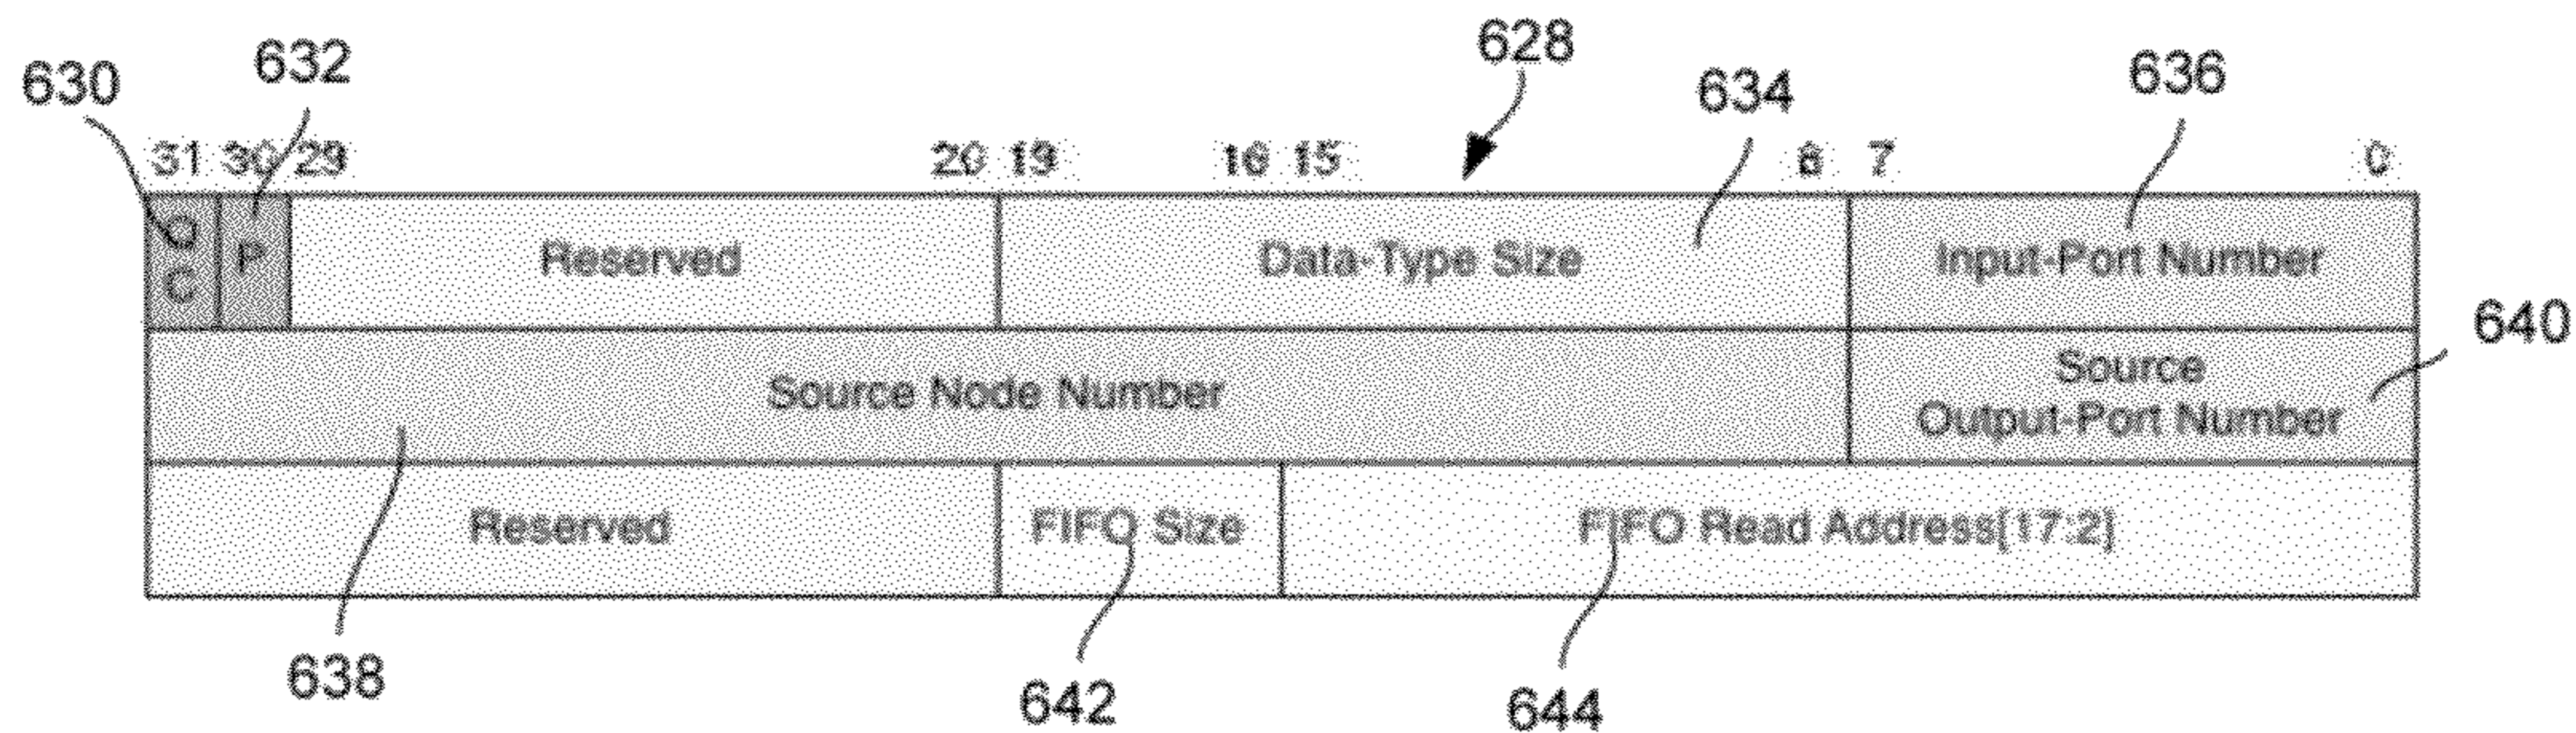 628
630 632 634 636
31 30 29 20 19 16 15 8 7 0
O C P Reserved Data-Type Size Input-Port Number
640
Source Node Number Source
Output-Port Number
Reserved FIFO Size FIFO Read Address[17:2]
638 642 644